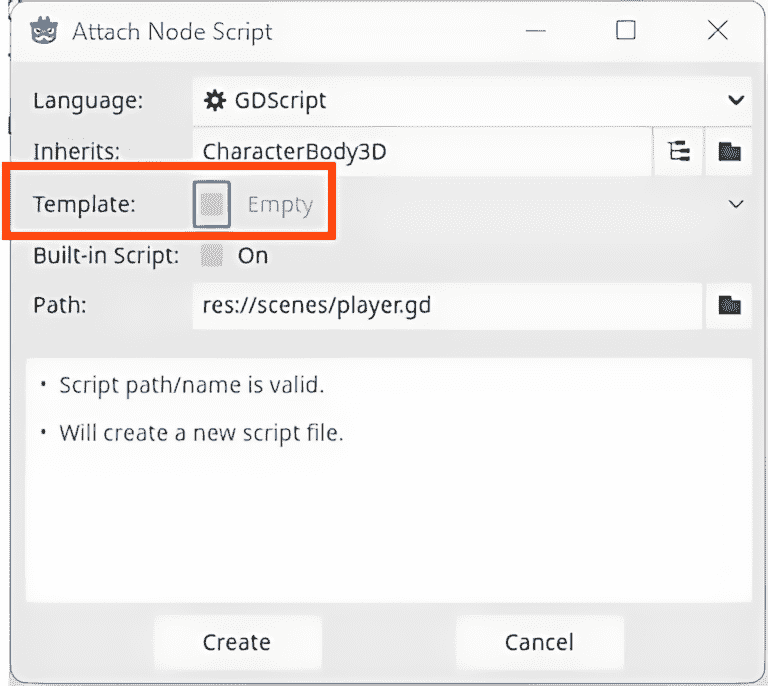 Attach Node Script
Language: GDScript
Inherits: CharacterBody3D
Template: Empty
Built-in Script: On
Path: res://scenes/player.gd
• Script path/name is valid.
• Will create a new script file.
Create Cancel